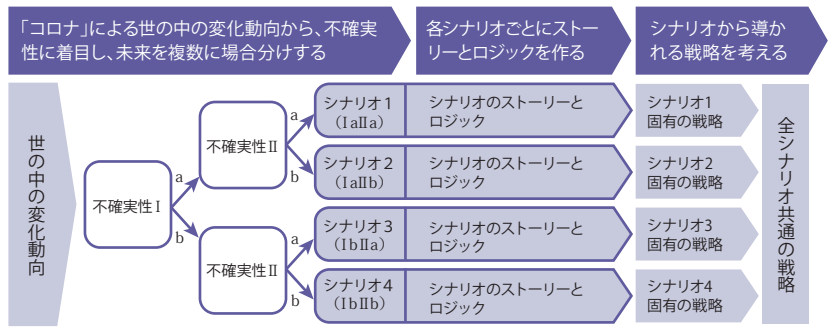 「コロナ」による世の中の変化動向から、不確実
性に着目し、未来を複数に場合分けする
各シナリオごとにストー
リーとロジックを作る
シナリオから導か
れる戦略を考える
世の中の変化動向
不確実性Ⅰ
a
b
不確実性Ⅱ
a
b
不確実性Ⅱ
a
b
シナリオ1
（ⅠaⅡa）
シナリオのストーリーと
ロジック
シナリオ1
固有の戦略
シナリオ2
（ⅠaⅡb）
シナリオのストーリーと
ロジック
シナリオ2
固有の戦略
シナリオ3
（ⅠbⅡa）
シナリオのストーリーと
ロジック
シナリオ3
固有の戦略
シナリオ4
（ⅠbⅡb）
シナリオのストーリーと
ロジック
シナリオ4
固有の戦略
全シナリオ共通の戦略